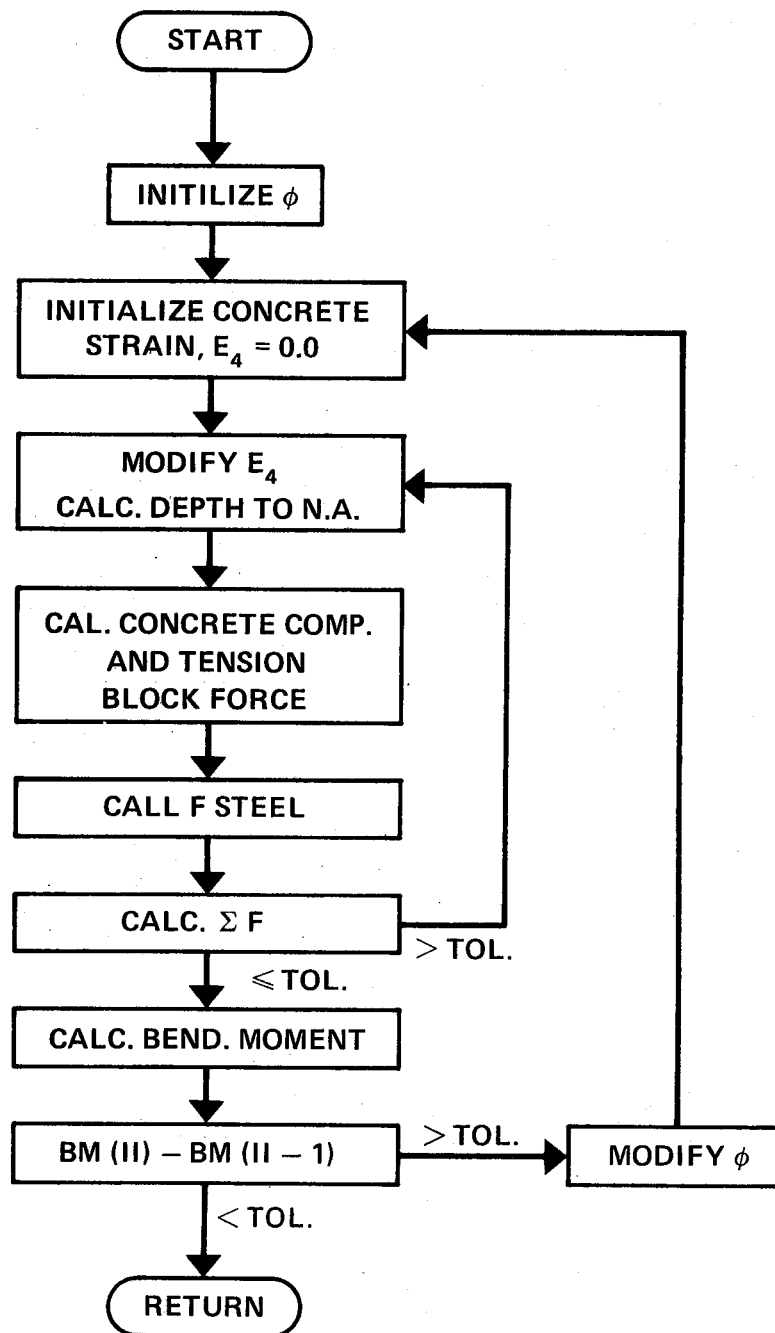 START
INITILIZE ϕ
INITIALIZE CONCRETE
STRAIN, E₄ = 0.0
MODIFY E₄
CALC. DEPTH TO N.A.
CAL. CONCRETE COMP.
AND TENSION
BLOCK FORCE
CALL F STEEL
CALC. Σ F
> TOL.
⩽ TOL.
CALC. BEND. MOMENT
BM (II) – BM (II – 1)
> TOL.
MODIFY ϕ
< TOL.
RETURN